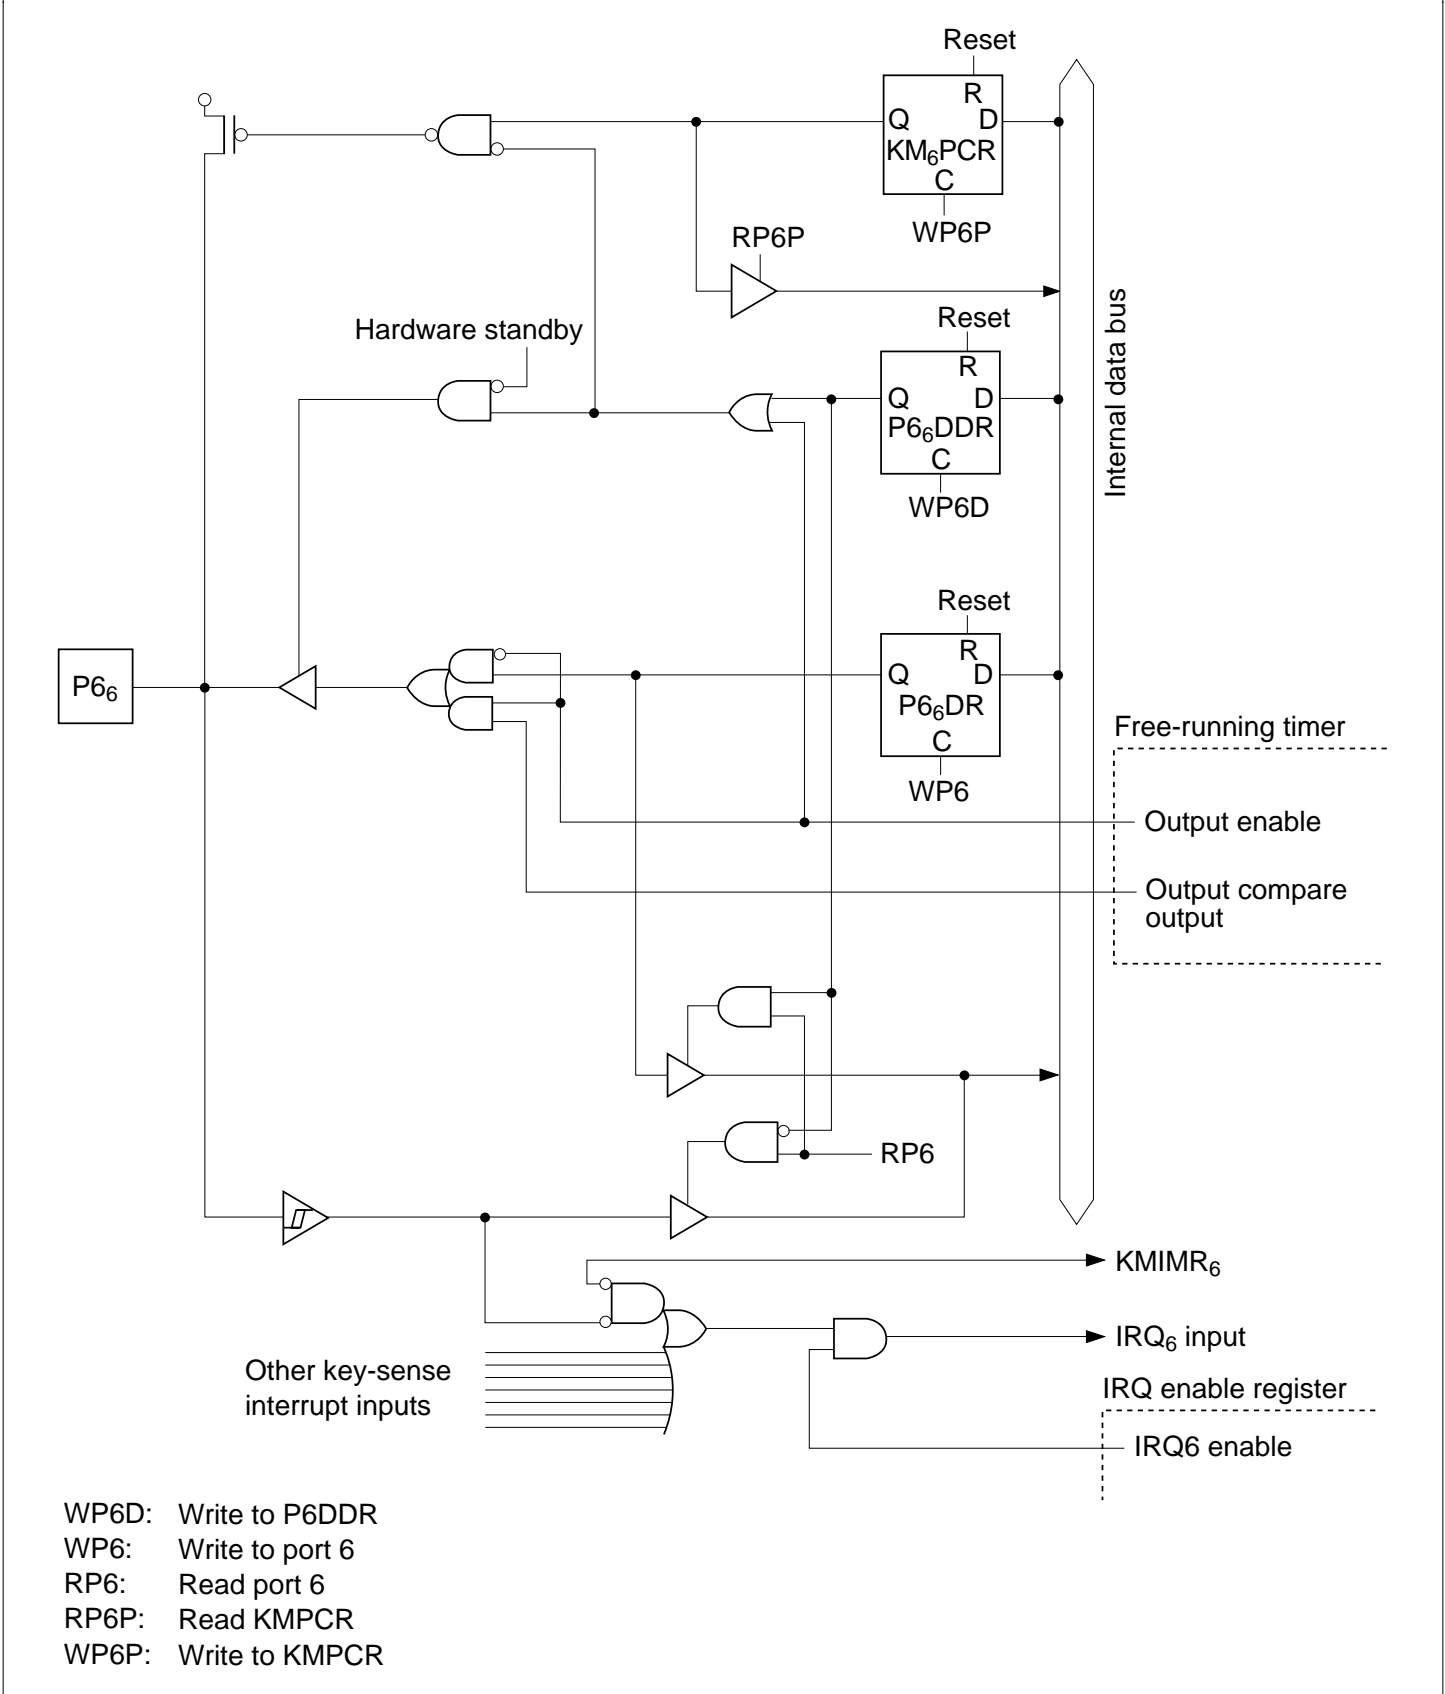 Reset
R
Q D
KM6PCR
C
WP6P
RP6P
Hardware standby
Reset
R
Q D
P66DDR
C
WP6D
Internal data bus
Reset
R
Q D
P66DR
C
WP6
P66
Free-running timer
Output enable
Output compare
output
RP6
KMIMR6
IRQ6 input
Other key-sense
interrupt inputs
IRQ enable register
IRQ6 enable
WP6D: Write to P6DDR
WP6: Write to port 6
RP6: Read port 6
RP6P: Read KMPCR
WP6P: Write to KMPCR